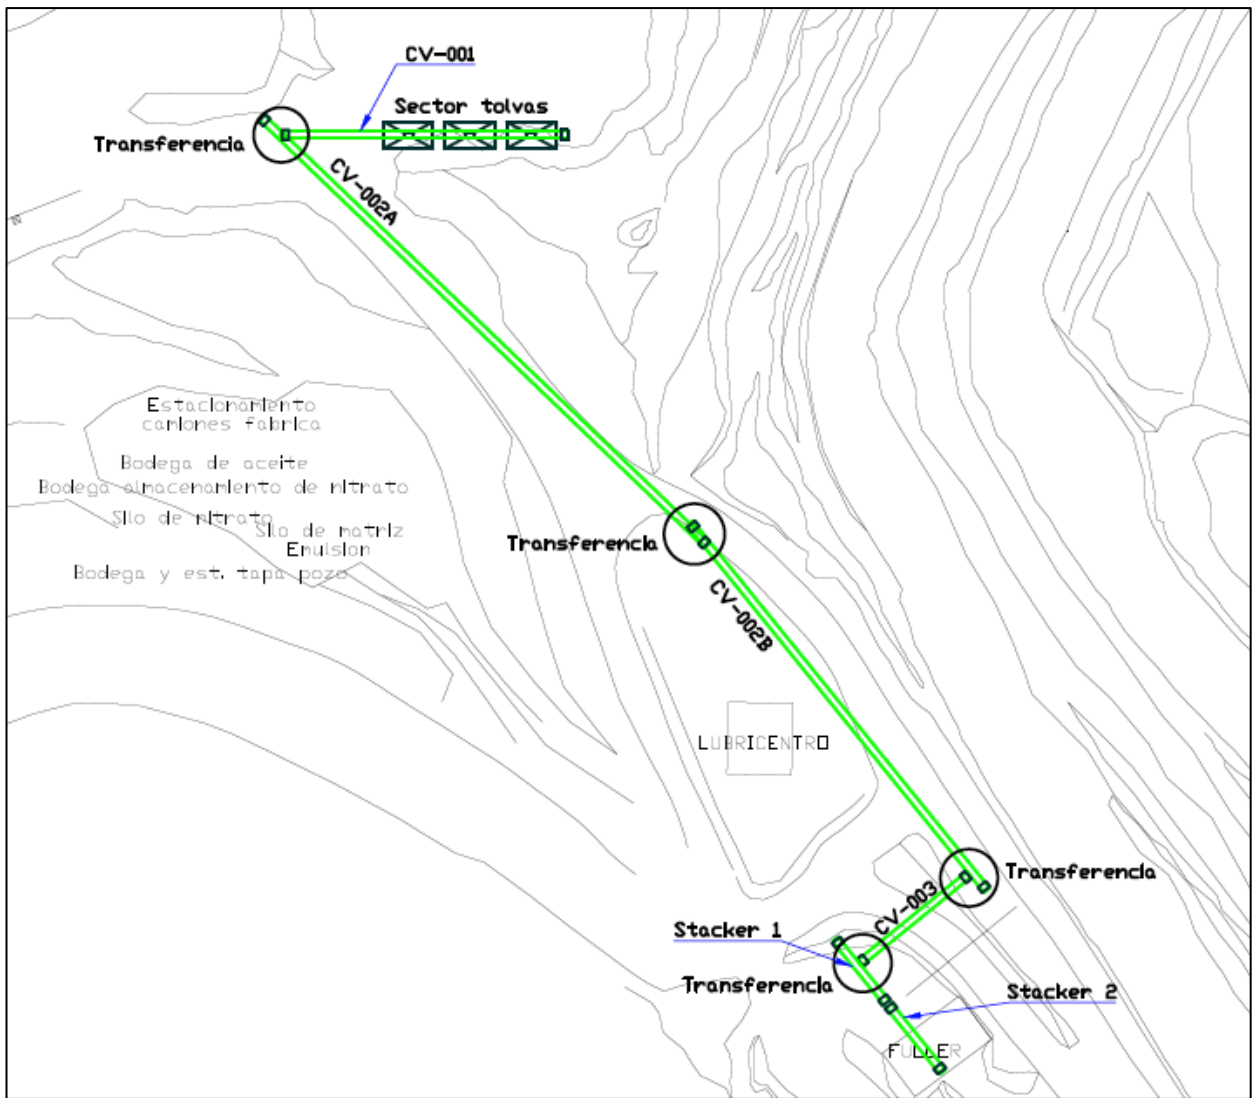 CV-001
Sector tolvas
Transferencia
CV-002A
N
Estacionamiento
camiones fabrica
Bodega de aceite
Bodega almacenamiento de nitrato
Silo de nitrato
Silo de matriz
Emulsion
Bodega y est. tapa pozo
Transferencia
CV-002B
LUBRICENTRO
Transferencia
CV-003
Stacker 1
Transferencia
Stacker 2
FULLER